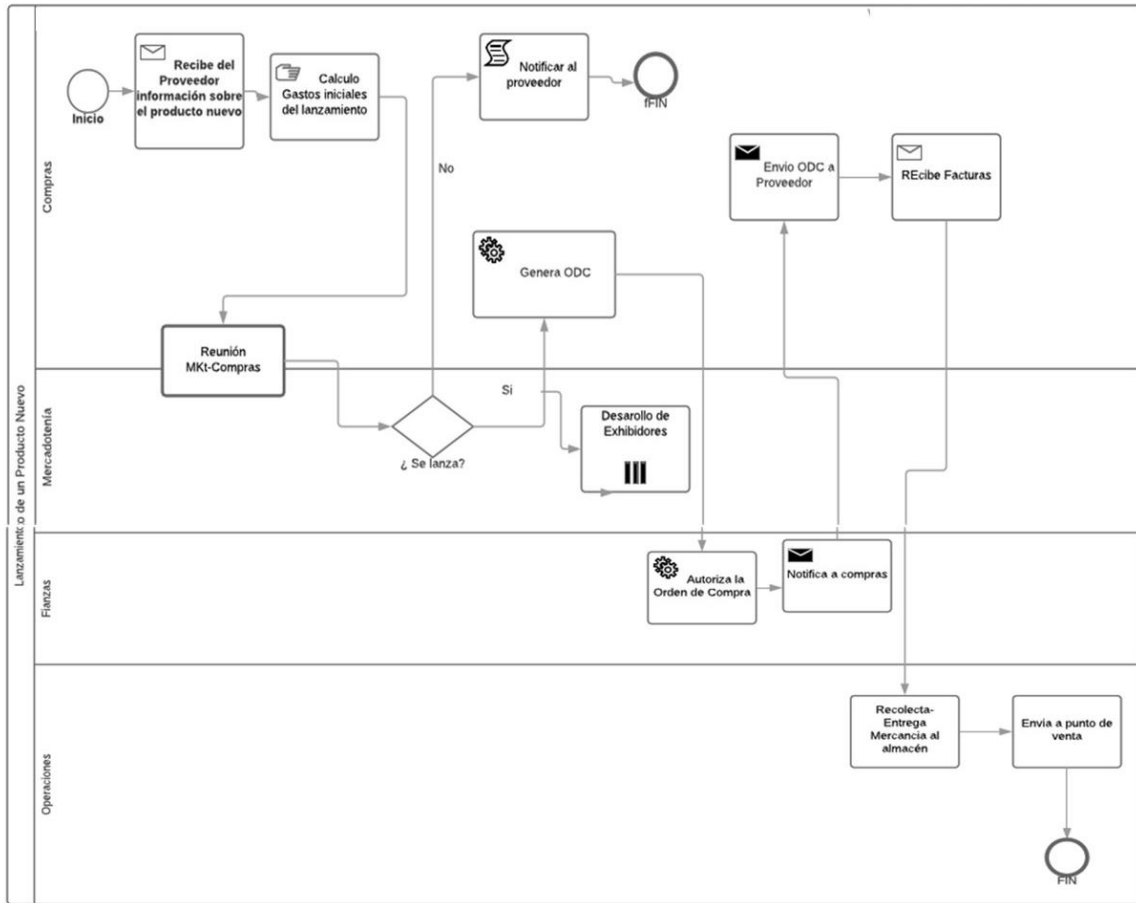 Lanzamiento de un Producto Nuevo
Compras
Inicio
Recibe del
Proveedor
información sobre
el producto nuevo
Calculo
Gastos iniciales
del lanzamiento
Notificar al
proveedor
fFIN
No
Envio ODC a
Proveedor
REcibe Facturas
Genera ODC
Reunión
MKt-Compras
Mercadotenía
Si
¿ Se lanza?
Desarollo de
Exhibidores
Fianzas
Autoriza la
Orden de Compra
Notifica a compras
Operaciones
Recolecta-
Entrega
Mercancia al
almacén
Envia a punto de
venta
FIN